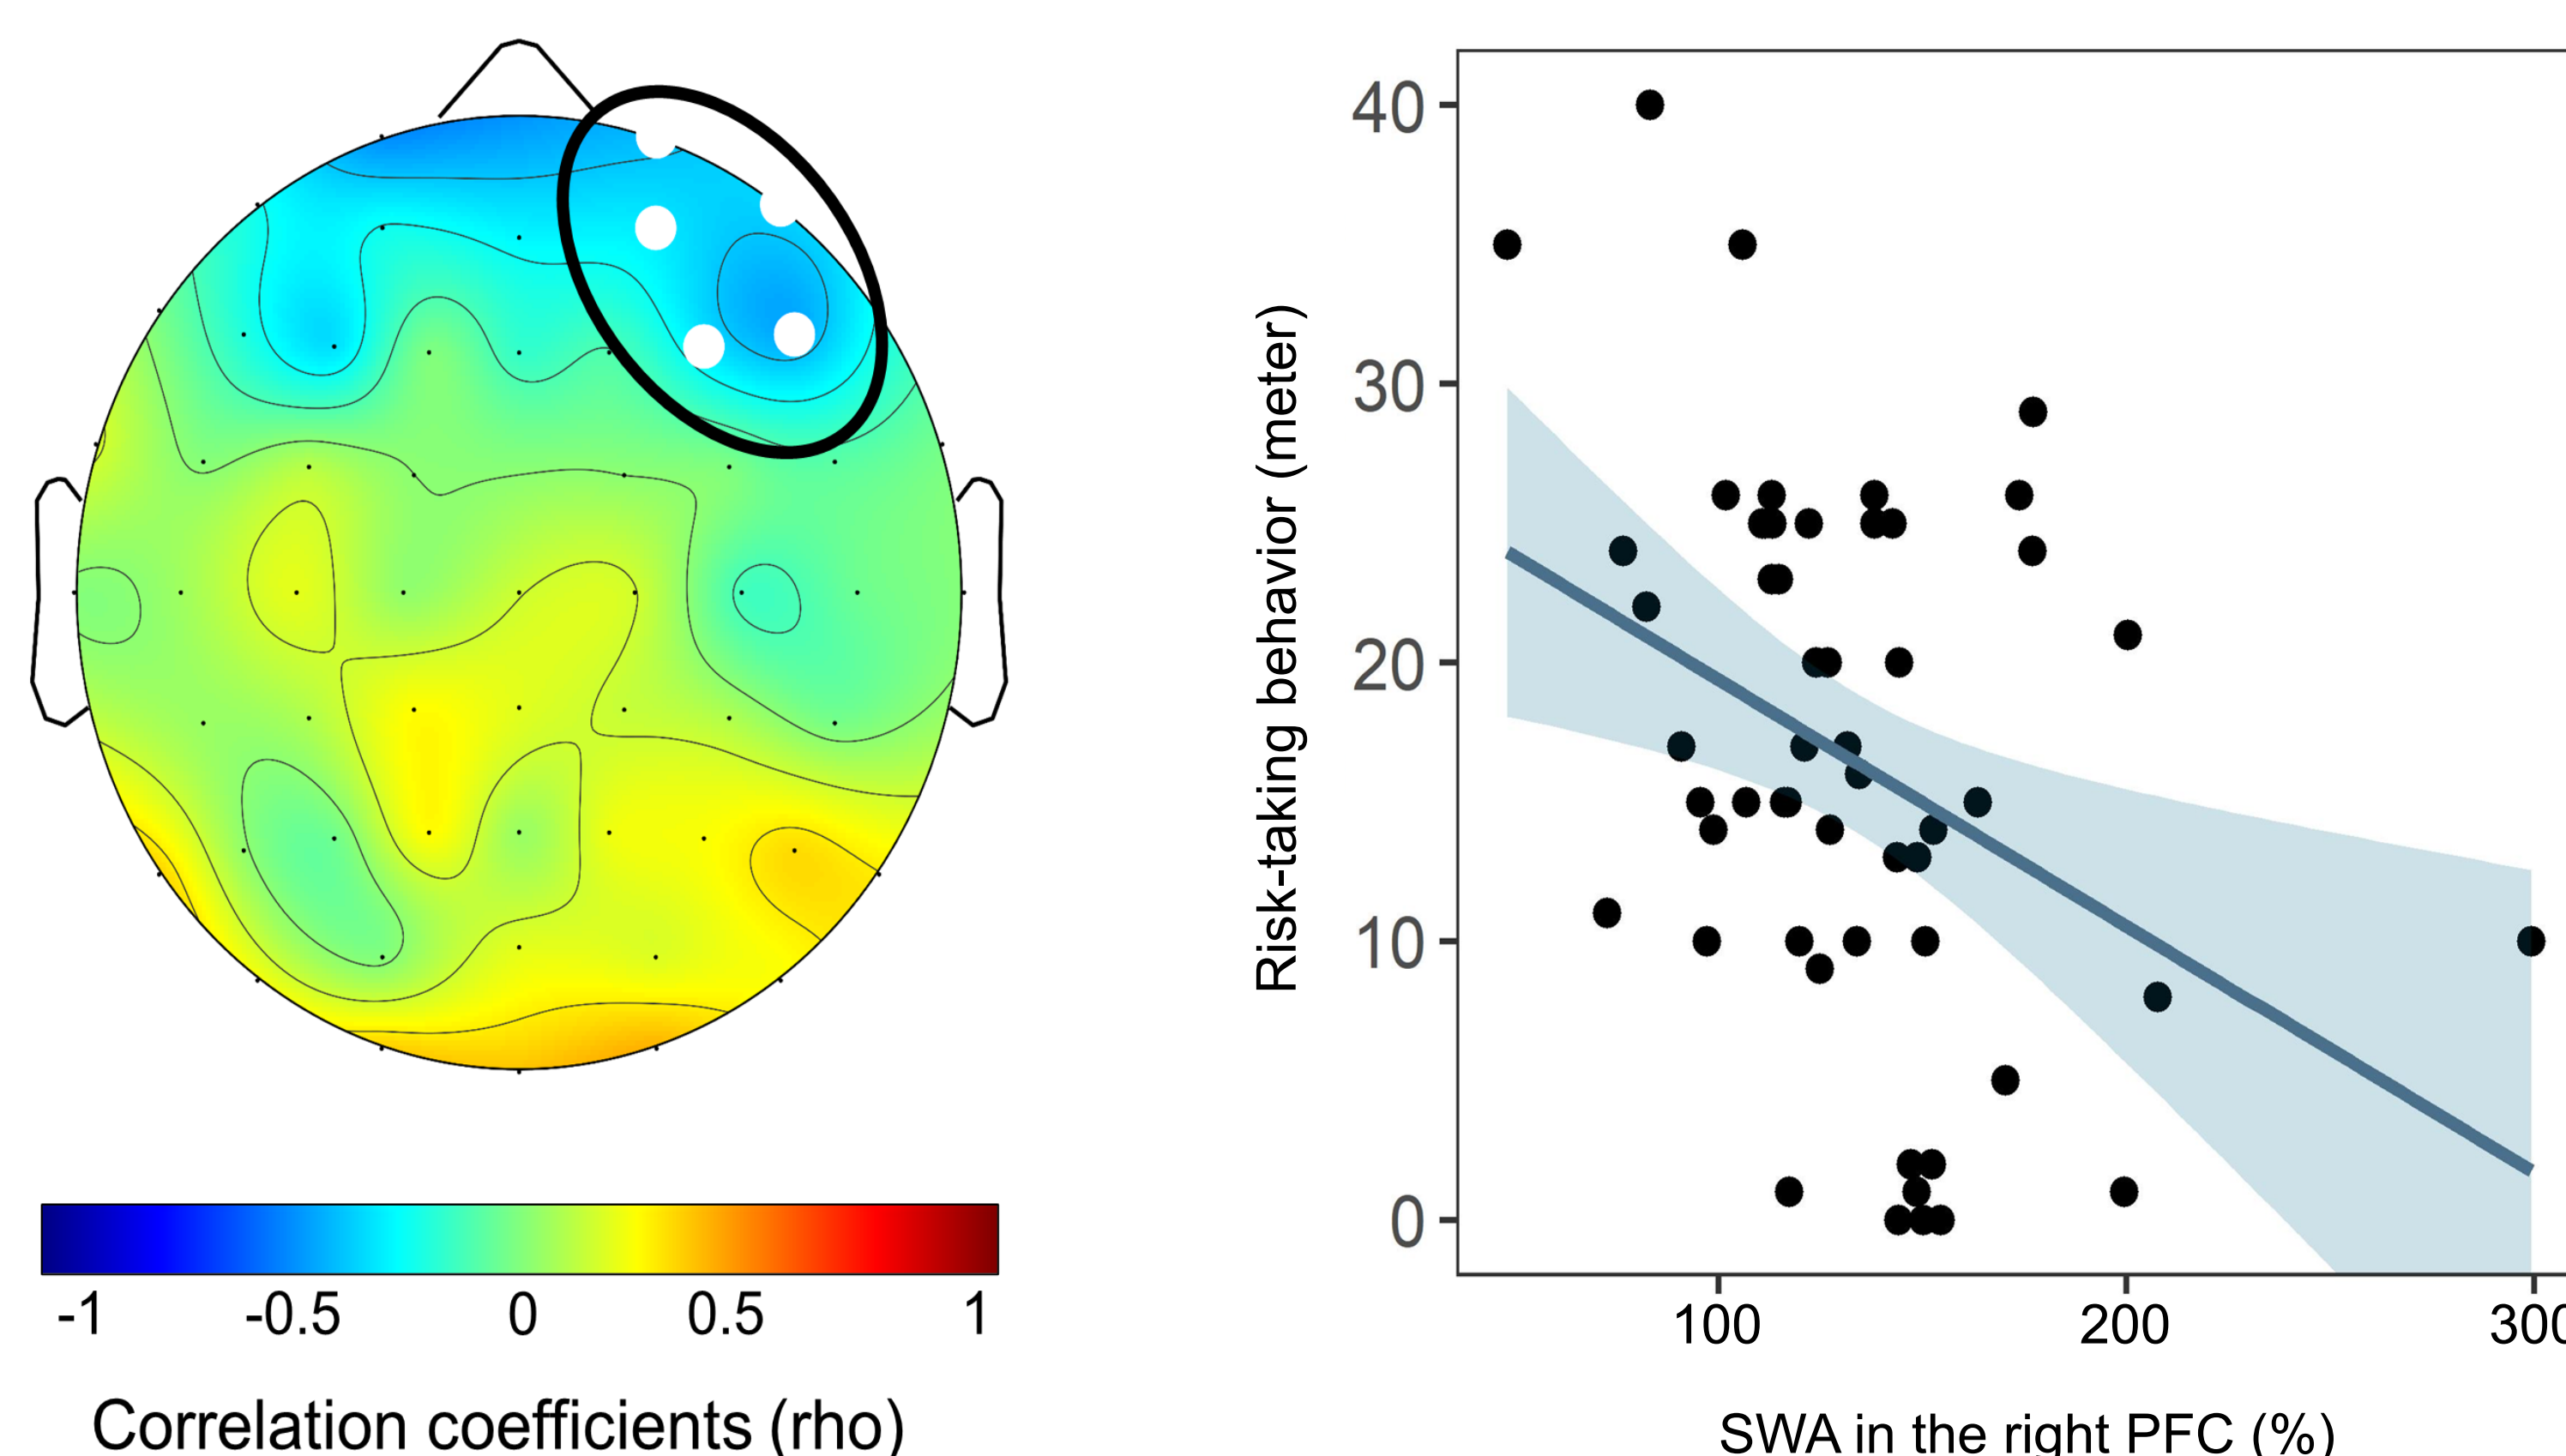 -1 -0.5 0 0.5 1
Correlation coefficients (rho)
Risk-taking behavior (meter)
40
30
20
10
0
100 200 300
SWA in the right PFC (%)